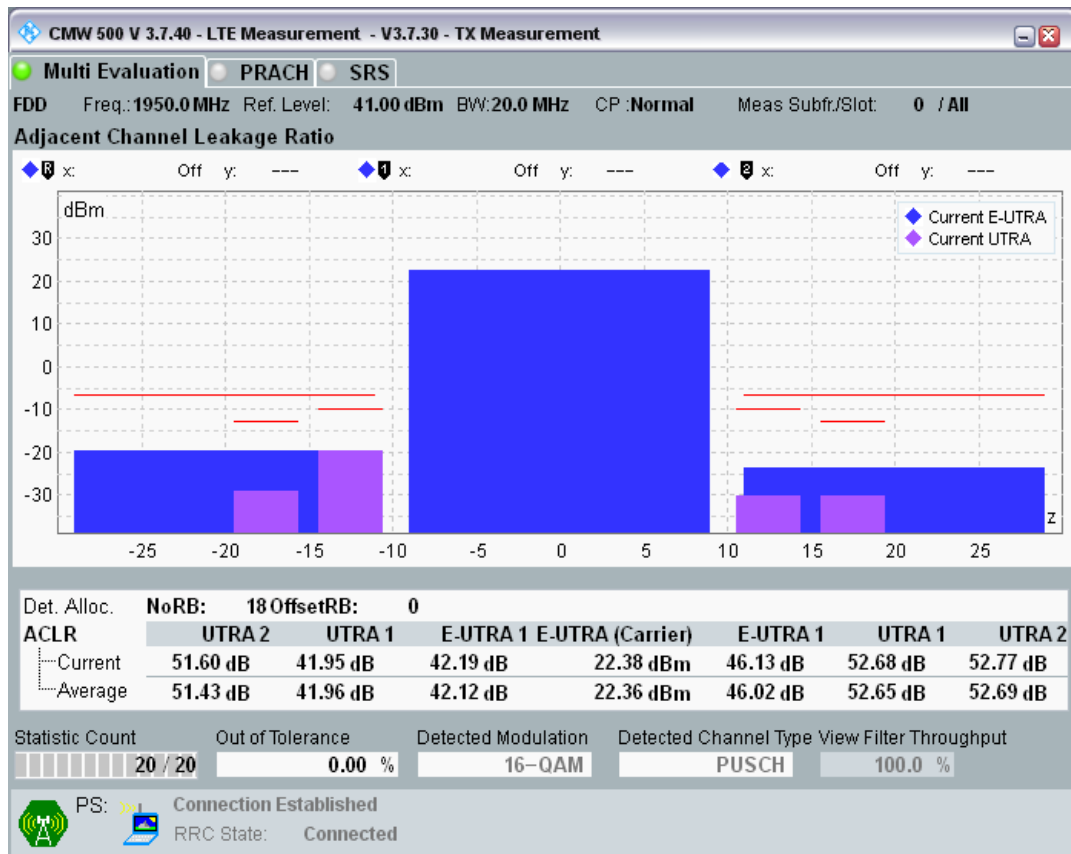 CMW 500 V 3.7.40 - LTE Measurement - V3.7.30 - TX Measurement
Multi Evaluation PRACH SRS
FDD Freq.:1950.0 MHz Ref. Level: 41.00 dBm BW:20.0 MHz CP :Normal Meas Subfr./Slot: 0 / All
Adjacent Channel Leakage Ratio
R x: Off y: --- 1 x: Off y: --- 2 x: Off y: ---
dBm
Current E-UTRA
Current UTRA
30
20
10
0
-10
-20
-30
z
-25 -20 -15 -10 -5 0 5 10 15 20 25
Det. Alloc. NoRB: 18 OffsetRB: 0
ACLR UTRA 2 UTRA 1 E-UTRA 1 E-UTRA (Carrier) E-UTRA 1 UTRA 1 UTRA 2
Current 51.60 dB 41.95 dB 42.19 dB 22.38 dBm 46.13 dB 52.68 dB 52.77 dB
Average 51.43 dB 41.96 dB 42.12 dB 22.36 dBm 46.02 dB 52.65 dB 52.69 dB
Statistic Count Out of Tolerance Detected Modulation Detected Channel Type View Filter Throughput
20 / 20 0.00 % 16-QAM PUSCH 100.0 %
PS: Connection Established
RRC State: Connected